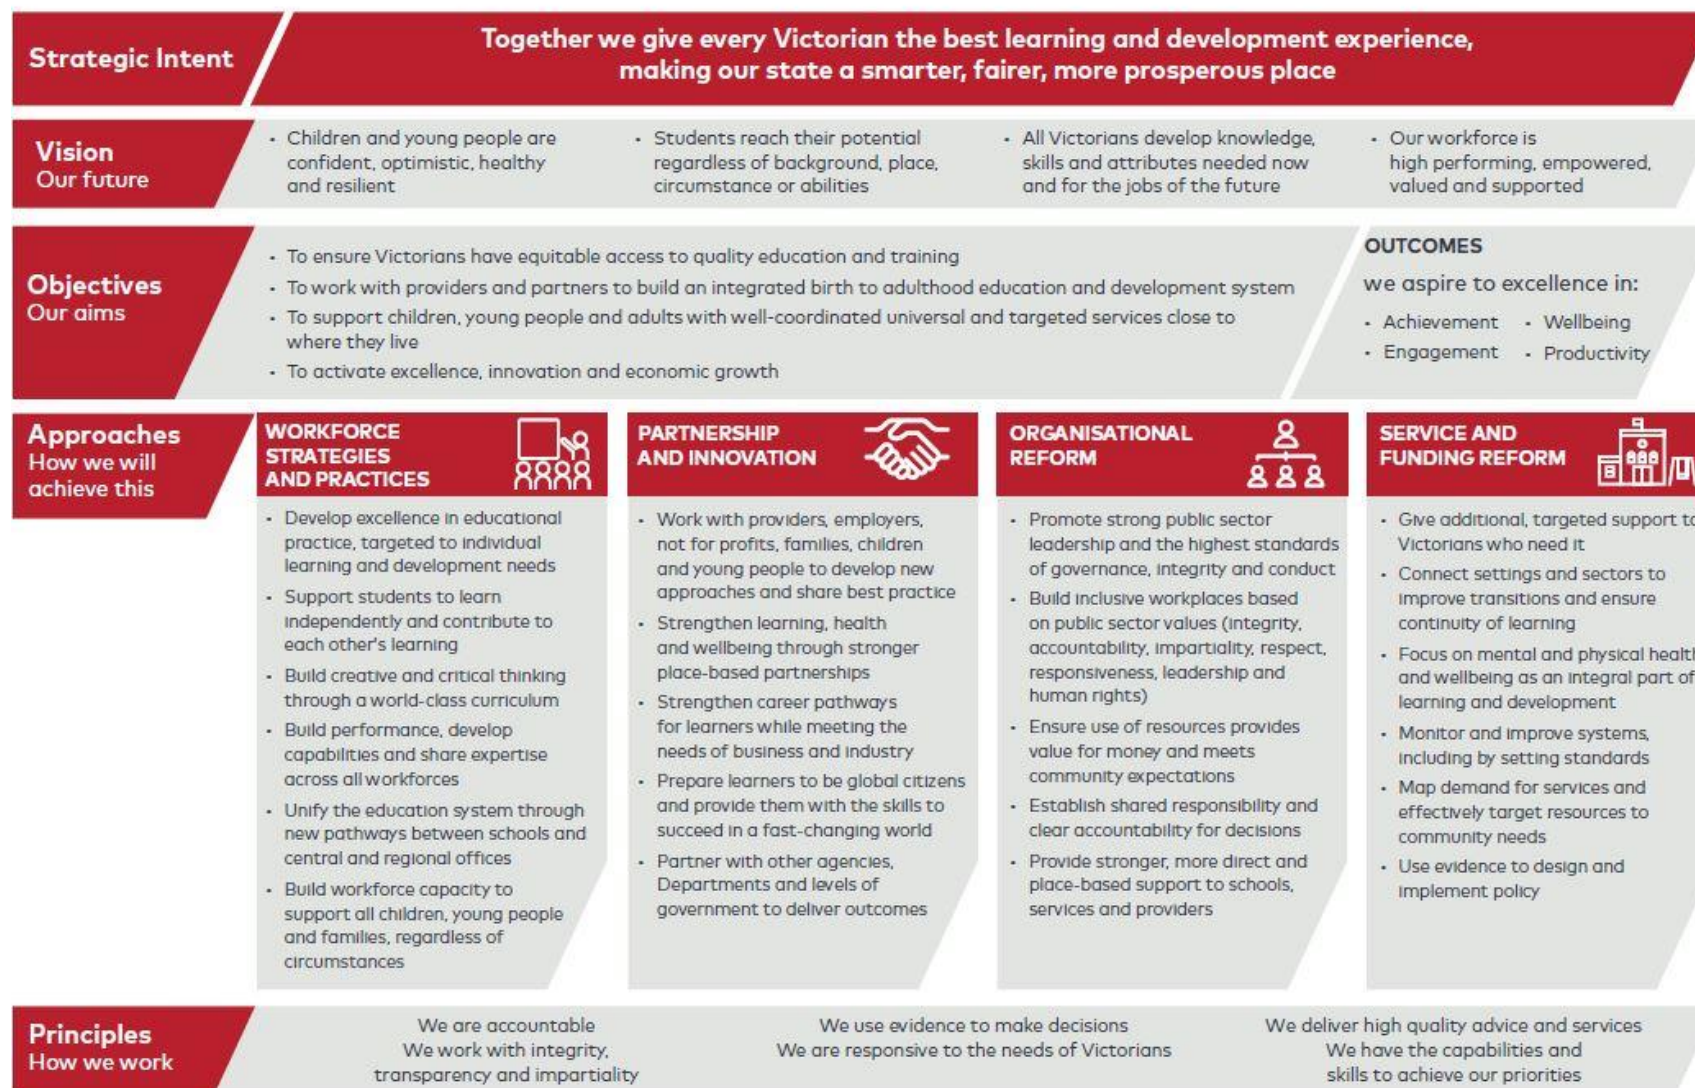 Strategic Intent
Together we give every Victorian the best learning and development experience,
making our state a smarter, fairer, more prosperous place
Vision
Our future
• Children and young people are
confident, optimistic, healthy
and resilient
• Students reach their potential
regardless of background, place,
circumstance or abilities
• All Victorians develop knowledge,
skills and attributes needed now
and for the jobs of the future
• Our workforce is
high performing, empowered,
valued and supported
Objectives
Our aims
• To ensure Victorians have equitable access to quality education and training
• To work with providers and partners to build an integrated birth to adulthood education and development system
• To support children, young people and adults with well-coordinated universal and targeted services close to
where they live
• To activate excellence, innovation and economic growth
OUTCOMES
we aspire to excellence in:
• Achievement • Wellbeing
• Engagement • Productivity
Approaches
How we will
achieve this
WORKFORCE
STRATEGIES
AND PRACTICES
• Develop excellence in educational
practice, targeted to individual
learning and development needs
• Support students to learn
independently and contribute to
each other's learning
• Build creative and critical thinking
through a world-class curriculum
• Build performance, develop
capabilities and share expertise
across all workforces
• Unify the education system through
new pathways between schools and
central and regional offices
• Build workforce capacity to
support all children, young people
and families, regardless of
circumstances
PARTNERSHIP
AND INNOVATION
• Work with providers, employers,
not for profits, families, children
and young people to develop new
approaches and share best practice
• Strengthen learning, health
and wellbeing through stronger
place-based partnerships
• Strengthen career pathways
for learners while meeting the
needs of business and industry
• Prepare learners to be global citizens
and provide them with the skills to
succeed in a fast-changing world
• Partner with other agencies,
Departments and levels of
government to deliver outcomes
ORGANISATIONAL
REFORM
• Promote strong public sector
leadership and the highest standards
of governance, integrity and conduct
• Build inclusive workplaces based
on public sector values (integrity,
accountability, impartiality, respect,
responsiveness, leadership and
human rights)
• Ensure use of resources provides
value for money and meets
community expectations
• Establish shared responsibility and
clear accountability for decisions
• Provide stronger, more direct and
place-based support to schools,
services and providers
SERVICE AND
FUNDING REFORM
• Give additional, targeted support to
Victorians who need it
• Connect settings and sectors to
improve transitions and ensure
continuity of learning
• Focus on mental and physical health
and wellbeing as an integral part of
learning and development
• Monitor and improve systems,
including by setting standards
• Map demand for services and
effectively target resources to
community needs
• Use evidence to design and
implement policy
Principles
How we work
We are accountable
We work with integrity,
transparency and impartiality
We use evidence to make decisions
We are responsive to the needs of Victorians
We deliver high quality advice and services
We have the capabilities and
skills to achieve our priorities